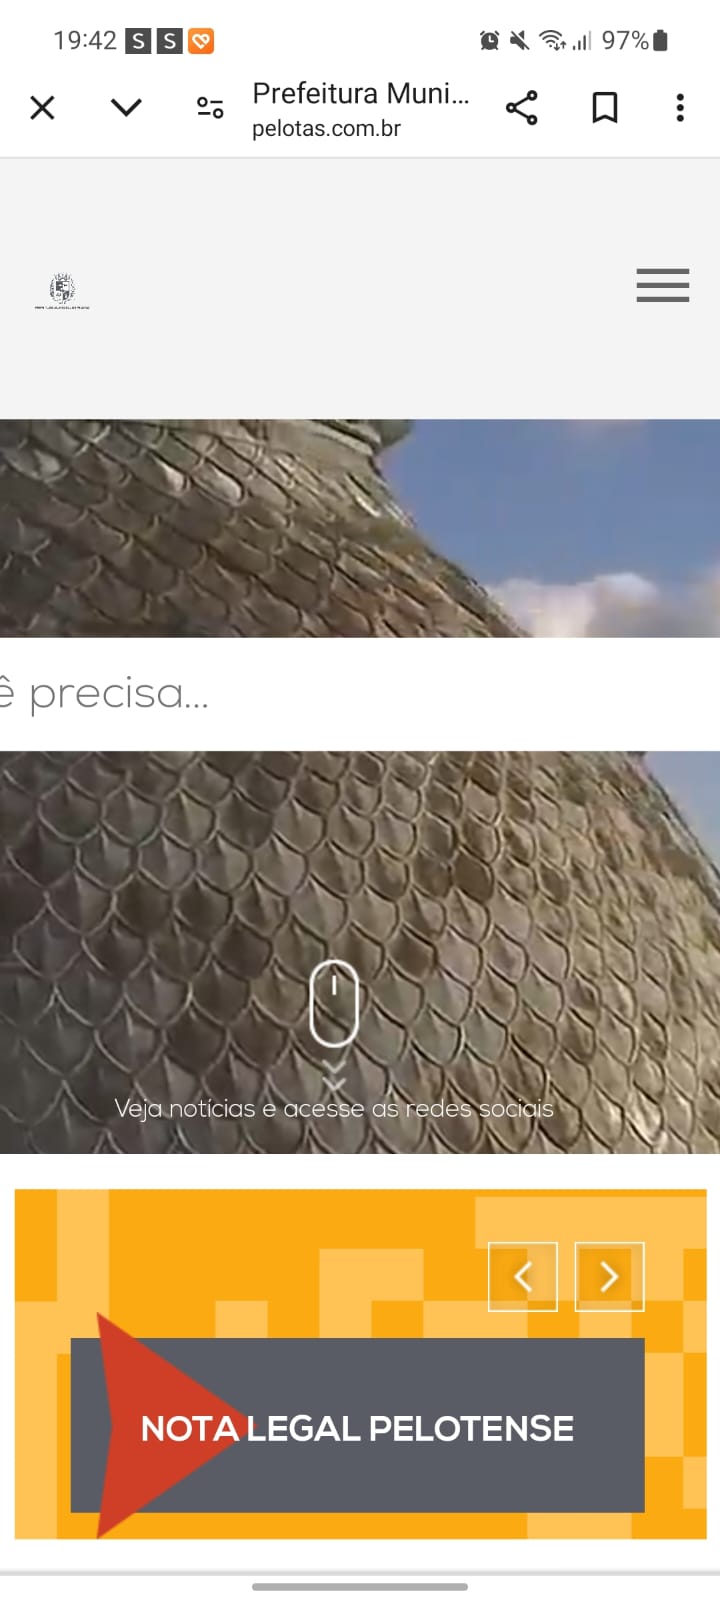 19:42 S S 97%
Prefeitura Muni...
pelotas.com.br
ê precisa...
Veja notícias e acesse as redes sociais
NOTA LEGAL PELOTENSE